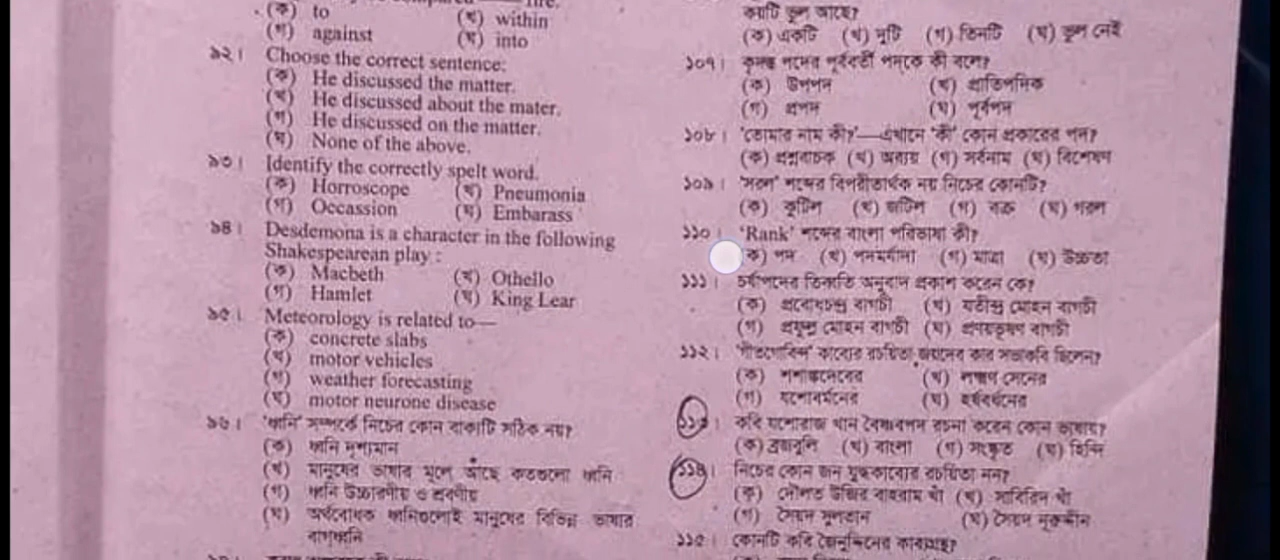 (ক) to (খ) within
(গ) against (ঘ) into
৯২। Choose the correct sentence:
(ক) He discussed the matter.
(খ) He discussed about the mater.
(গ) He discussed on the matter.
(ঘ) None of the above.
৯৩। Identify the correctly spelt word.
(ক) Horroscope (খ) Pneumonia
(গ) Occassion (ঘ) Embarass
৯৪। Desdemona is a character in the following
Shakespearean play :
(ক) Macbeth (খ) Othello
(গ) Hamlet (ঘ) King Lear
৯৫। Meteorology is related to—
(ক) concrete slabs
(খ) motor vehicles
(গ) weather forecasting
(ঘ) motor neurone disease
৯৬। 'ধ্বনি' সম্পর্কে নিচের কোন বাক্যটি সঠিক নয়?
(ক) ধ্বনি দৃশ্যমান
(খ) মানুষের ভাষার মূলে আছে কতগুলো ধ্বনি
(গ) ধ্বনি উচ্চারণীয় ও শ্রবণীয়
(ঘ) অর্থবোধক ধ্বনিগুলোই মানুষের বিভিন্ন ভাষার
বাগ্ধ্বনি
কয়টি ভুল আছে?
(ক) একটি (খ) দুটি (গ) তিনটি (ঘ) ভুল নেই
১০৭। কৃদন্ত পদের পূর্ববর্তী পদকে কী বলে?
(ক) উপপদ (খ) প্রাতিপদিক
(গ) প্রপদ (ঘ) পূর্বপদ
১০৮। 'তোমার নাম কী?'—এখানে 'কী' কোন প্রকারের পদ?
(ক) প্রশ্নবাচক (খ) অব্যয় (গ) সর্বনাম (ঘ) বিশেষণ
১০৯। 'সরল' শব্দের বিপরীতার্থক নয় নিচের কোনটি?
(ক) কুটিল (খ) জটিল (গ) বক্র (ঘ) গরল
১১০। 'Rank' শব্দের বাংলা পরিভাষা কী?
ক) পদ (খ) পদমর্যাদা (গ) মাত্রা (ঘ) উচ্চতা
১১১। চর্যাপদের তিব্বতি অনুবাদ প্রকাশ করেন কে?
(ক) প্রবোধচন্দ্র বাগচী (খ) যতীন্দ্র মোহন বাগচী
(গ) প্রফুল্ল মোহন বাগচী (ঘ) প্রণয়ভূষণ বাগচী
১১২। 'গীতগোবিন্দ' কাব্যের রচয়িতা জয়দেব কার সভাকবি ছিলেন?
(ক) শশাঙ্কদেবের (খ) লক্ষ্মণ সেনের
(গ) যশোবর্মনের (ঘ) হর্ষবর্ধনের
১১৩। কবি যশোরাজ খান বৈষ্ণবপদ রচনা করেন কোন ভাষায়?
(ক) ব্রজবুলি (খ) বাংলা (গ) সংস্কৃত (ঘ) হিন্দি
১১৪। নিচের কোন জন যুদ্ধকাব্যের রচয়িতা নন?
(ক) দৌলত উজির বাহরাম খাঁ (খ) সাবিরিদ খাঁ
(গ) সৈয়দ সুলতান (ঘ) সৈয়দ নূরুদ্দীন
১১৫। কোনটি কবি জৈনুদ্দিনের কাব্যগ্রন্থ?